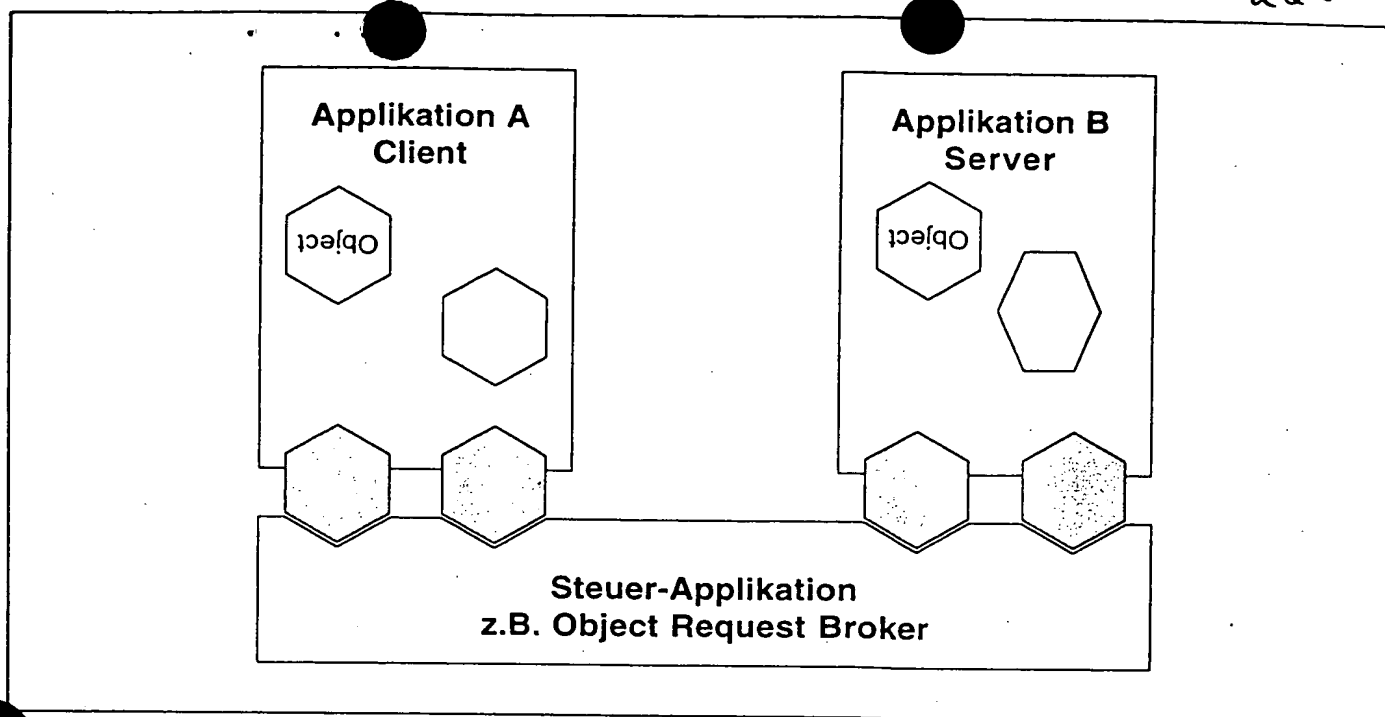 Applikation A
Client
Object
Applikation B
Server
Object
Steuer-Applikation
z.B. Object Request Broker